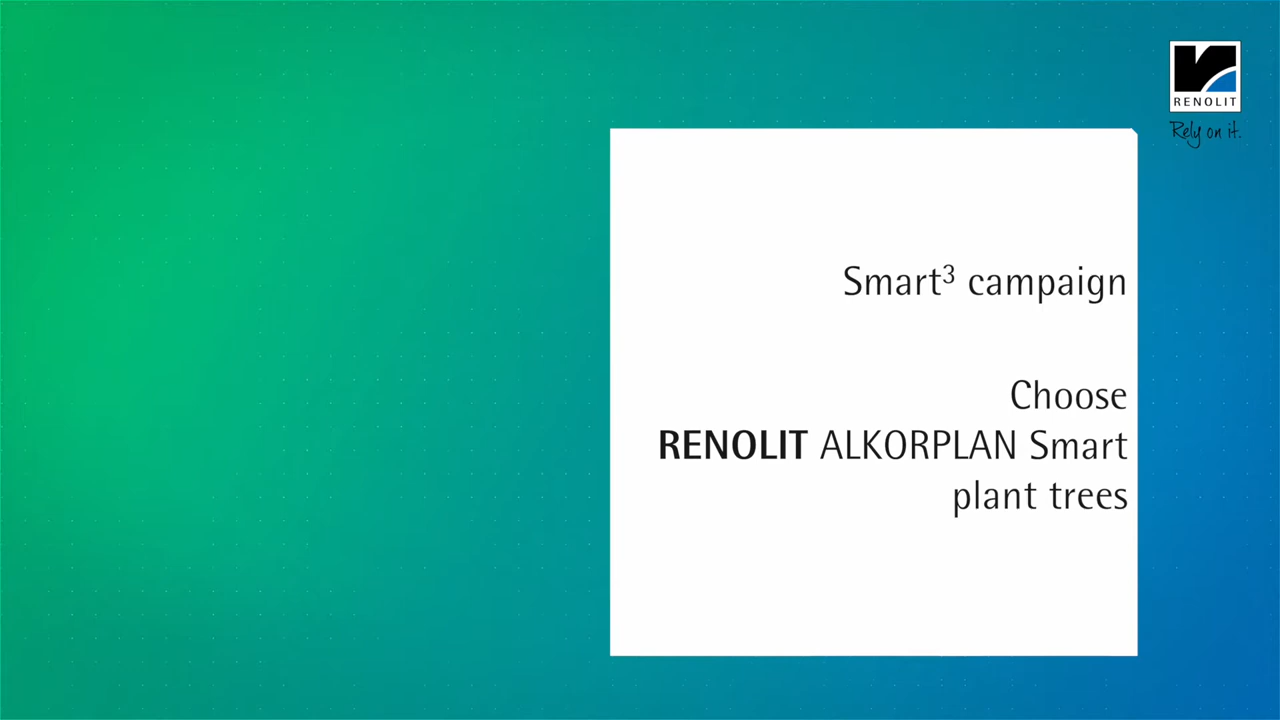 RENOLIT
Rely on it.
Smart³ campaign
Choose
RENOLIT ALKORPLAN Smart
plant trees